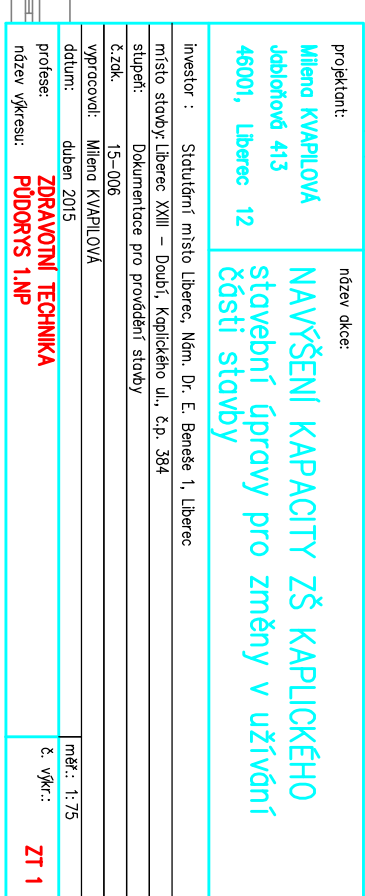 projektant:
Milena KVAPILOVÁ
Jabloňová 413
46001, Liberec 12
název akce:
NAVÝŠENÍ KAPACITY ZŠ KAPLICKÉHO
stavební úpravy pro změny v užívání
části stavby
investor : Statutární město Liberec, Nám. Dr. E. Beneše 1, Liberec
místo stavby: Liberec XXIII – Doubí, Kaplického ul., č.p. 384
stupeň: Dokumentace pro provádění stavby
č.zak. 15–006
vypracoval: Milena KVAPILOVÁ
datum: duben 2015 měř.: 1:75
profese: ZDRAVOTNÍ TECHNIKA
název výkresu: PŮDORYS 1.NP
č. výkr.: ZT 1